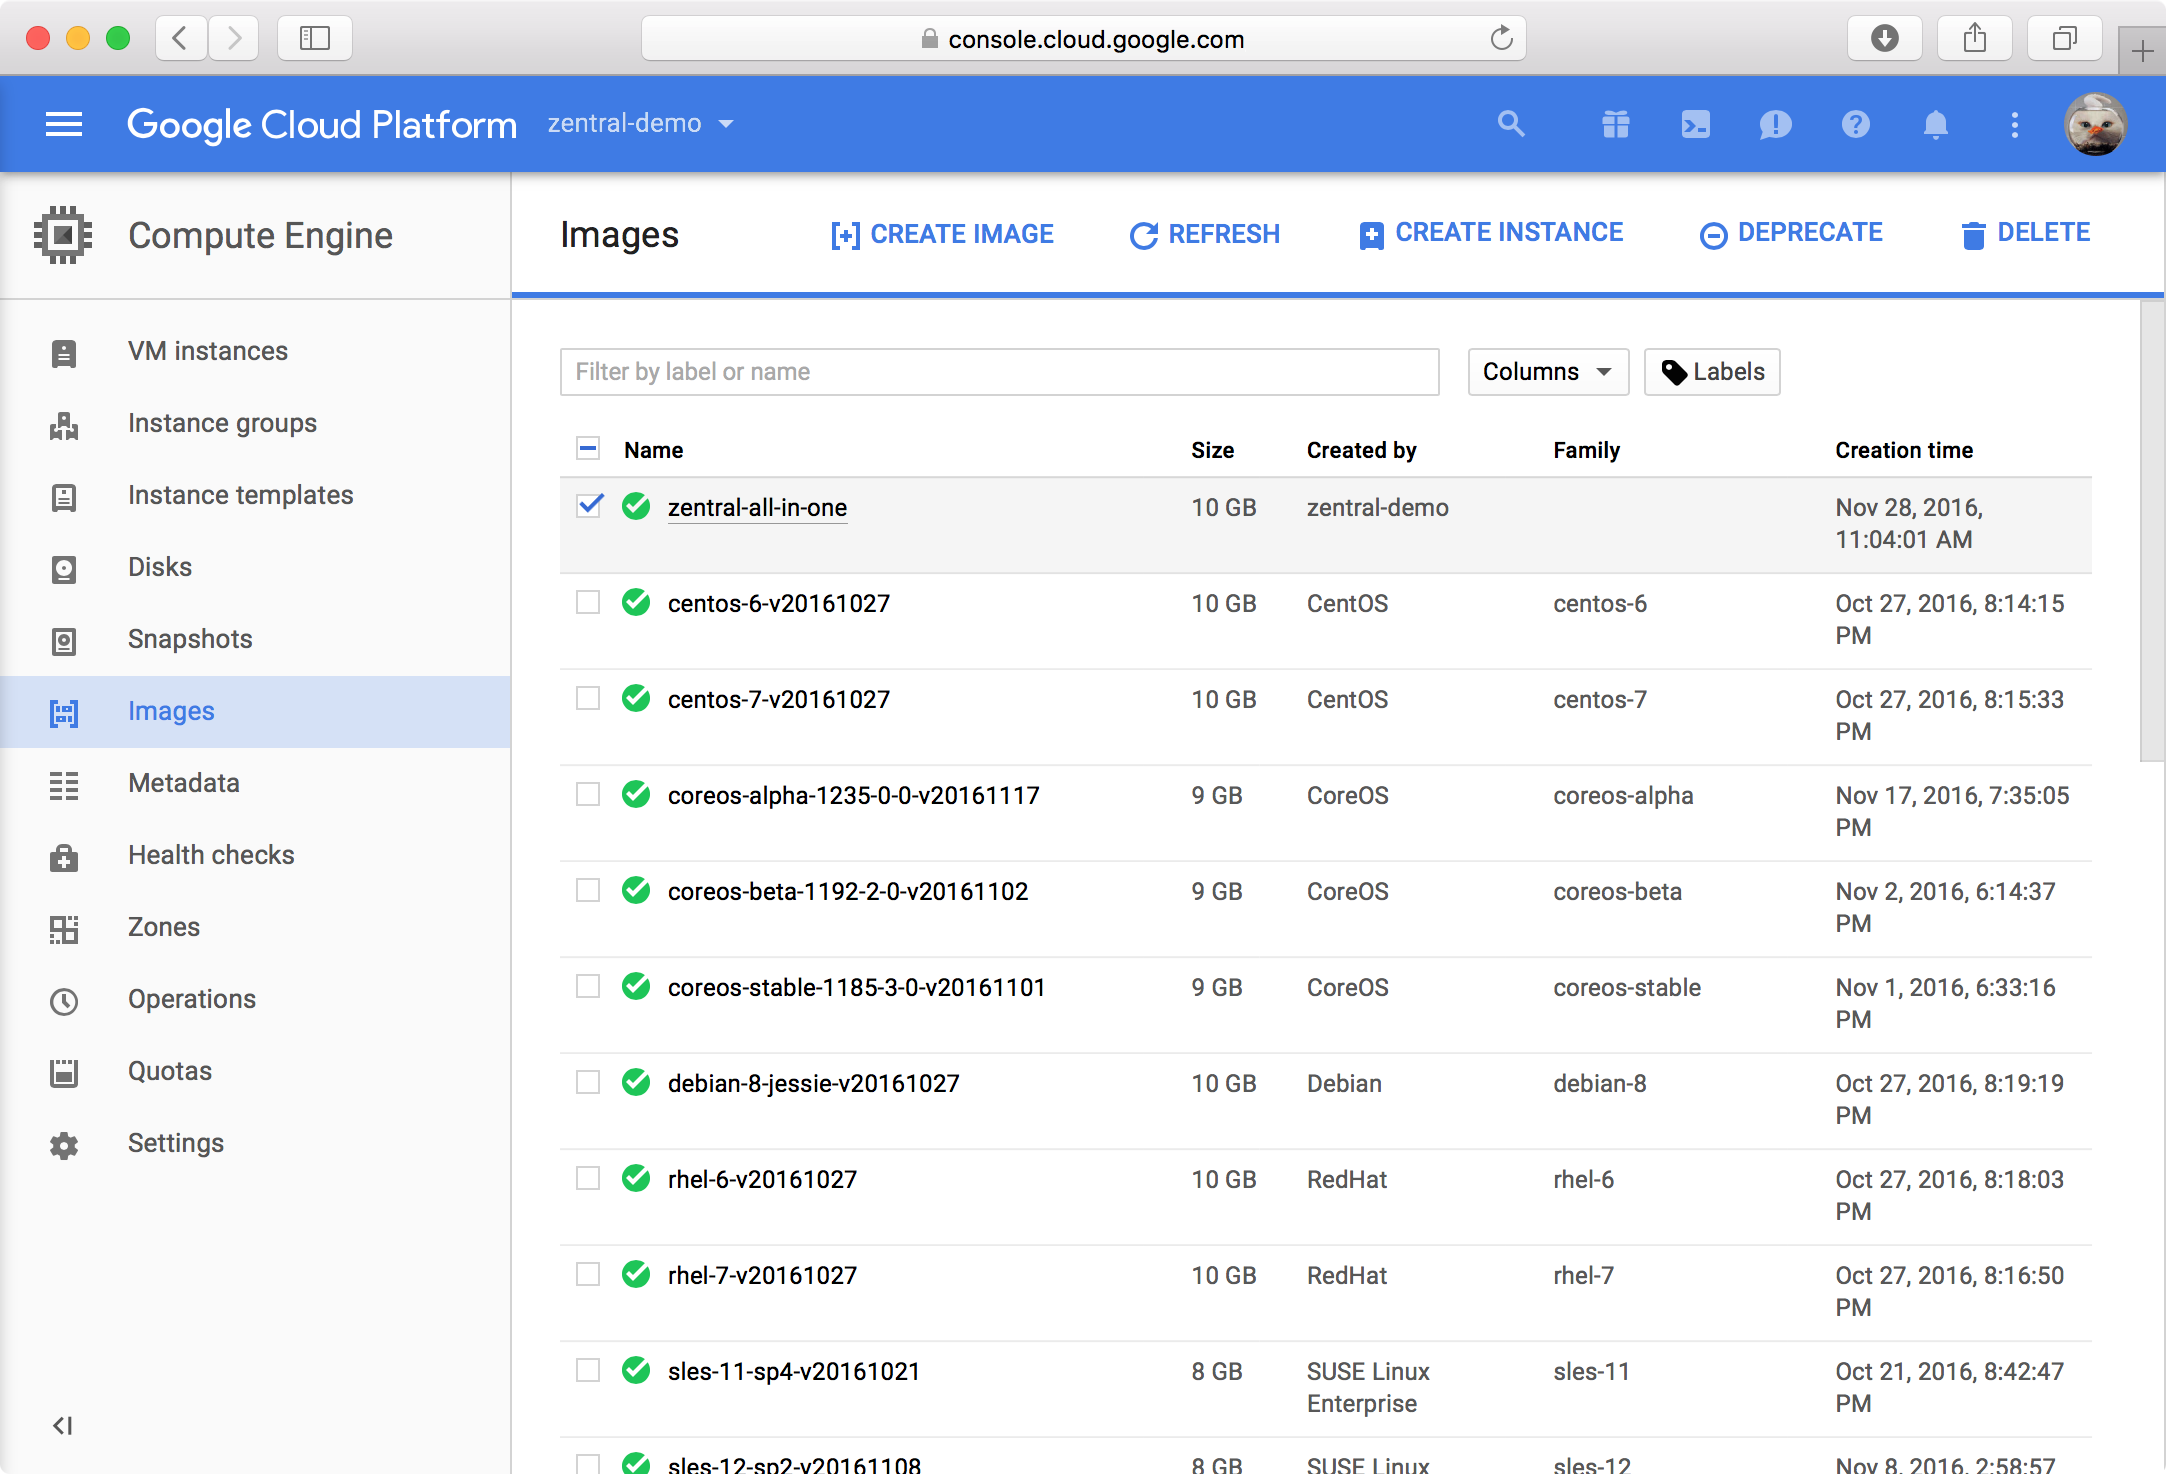 console.cloud.google.com
Google Cloud Platform zentral-demo
Compute Engine
Images CREATE IMAGE REFRESH CREATE INSTANCE DEPRECATE DELETE
VM instances
Instance groups
Instance templates
Disks
Snapshots
Images
Metadata
Health checks
Zones
Operations
Quotas
Settings
Filter by label or name Columns Labels
Name Size Created by Family Creation time
zentral-all-in-one 10 GB zentral-demo Nov 28, 2016,
11:04:01 AM
centos-6-v20161027 10 GB CentOS centos-6 Oct 27, 2016, 8:14:15
PM
centos-7-v20161027 10 GB CentOS centos-7 Oct 27, 2016, 8:15:33
PM
coreos-alpha-1235-0-0-v20161117 9 GB CoreOS coreos-alpha Nov 17, 2016, 7:35:05
PM
coreos-beta-1192-2-0-v20161102 9 GB CoreOS coreos-beta Nov 2, 2016, 6:14:37
PM
coreos-stable-1185-3-0-v20161101 9 GB CoreOS coreos-stable Nov 1, 2016, 6:33:16
PM
debian-8-jessie-v20161027 10 GB Debian debian-8 Oct 27, 2016, 8:19:19
PM
rhel-6-v20161027 10 GB RedHat rhel-6 Oct 27, 2016, 8:18:03
PM
rhel-7-v20161027 10 GB RedHat rhel-7 Oct 27, 2016, 8:16:50
PM
sles-11-sp4-v20161021 8 GB SUSE Linux sles-11 Oct 21, 2016, 8:42:47
Enterprise PM
sles-12-sp2-v20161108 8 GB SUSE Linux sles-12 Nov 8, 2016, 2:58:57